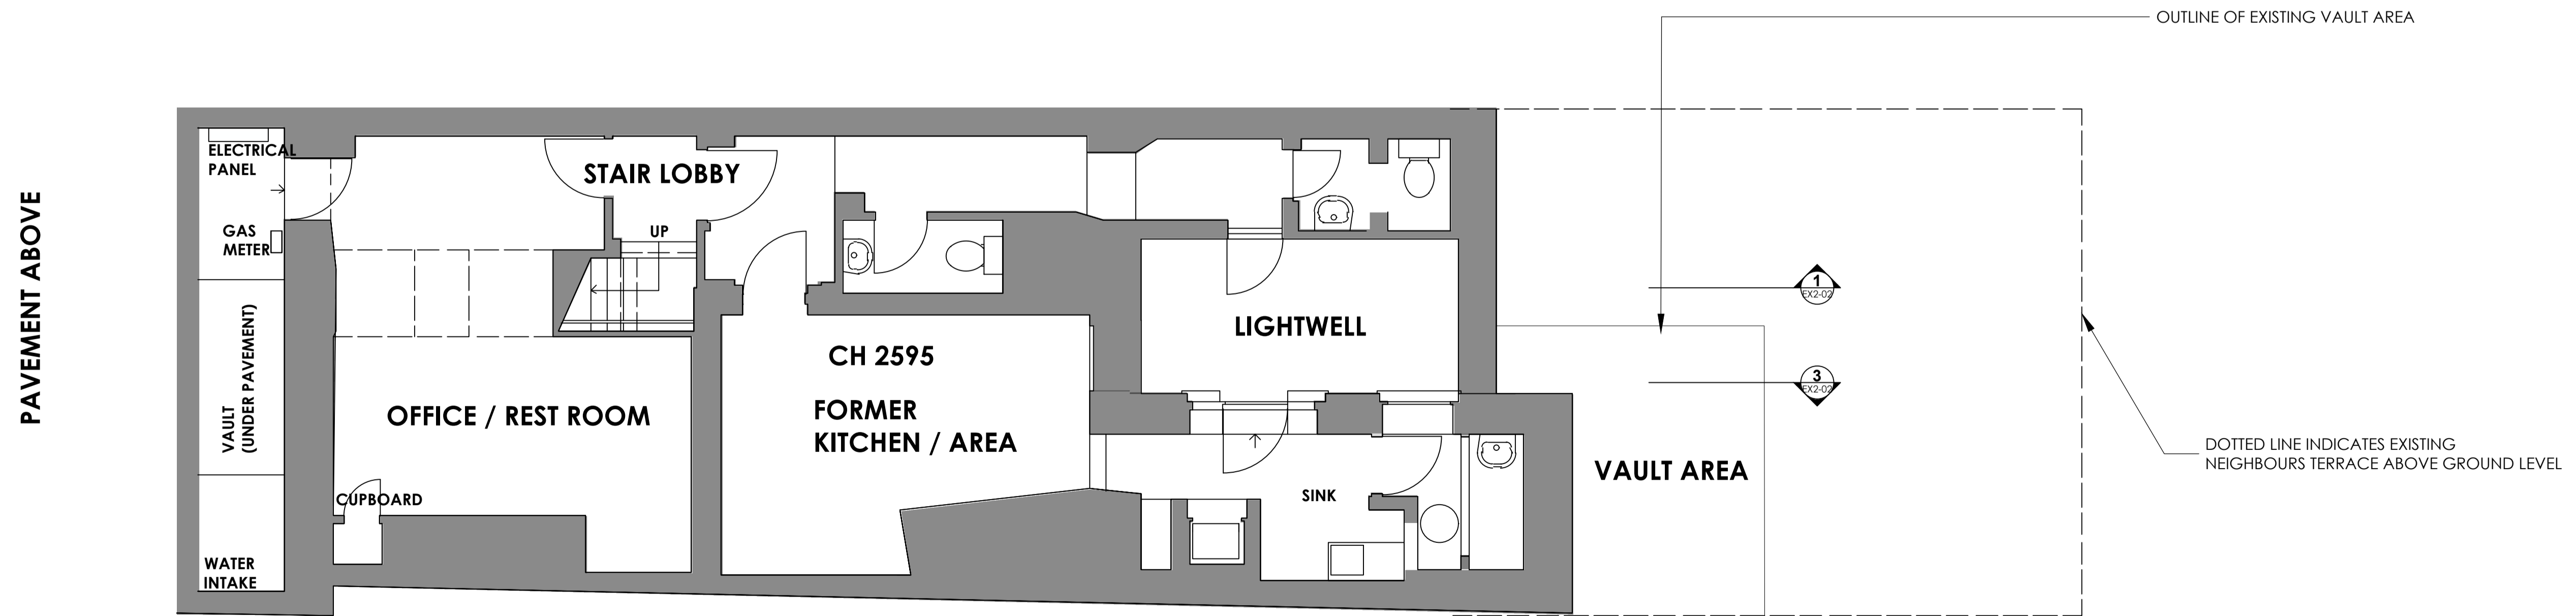 OUTLINE OF EXISTING VAULT AREA
PAVEMENT ABOVE
ELECTRICAL
PANEL
STAIR LOBBY
GAS
METER
UP
VAULT
(UNDER PAVEMENT)
LIGHTWELL
1
EX2-02
CH 2595
3
EX2-02
OFFICE / REST ROOM
FORMER
KITCHEN / AREA
VAULT AREA
DOTTED LINE INDICATES EXISTING
NEIGHBOURS TERRACE ABOVE GROUND LEVEL
CUPBOARD
SINK
WATER
INTAKE